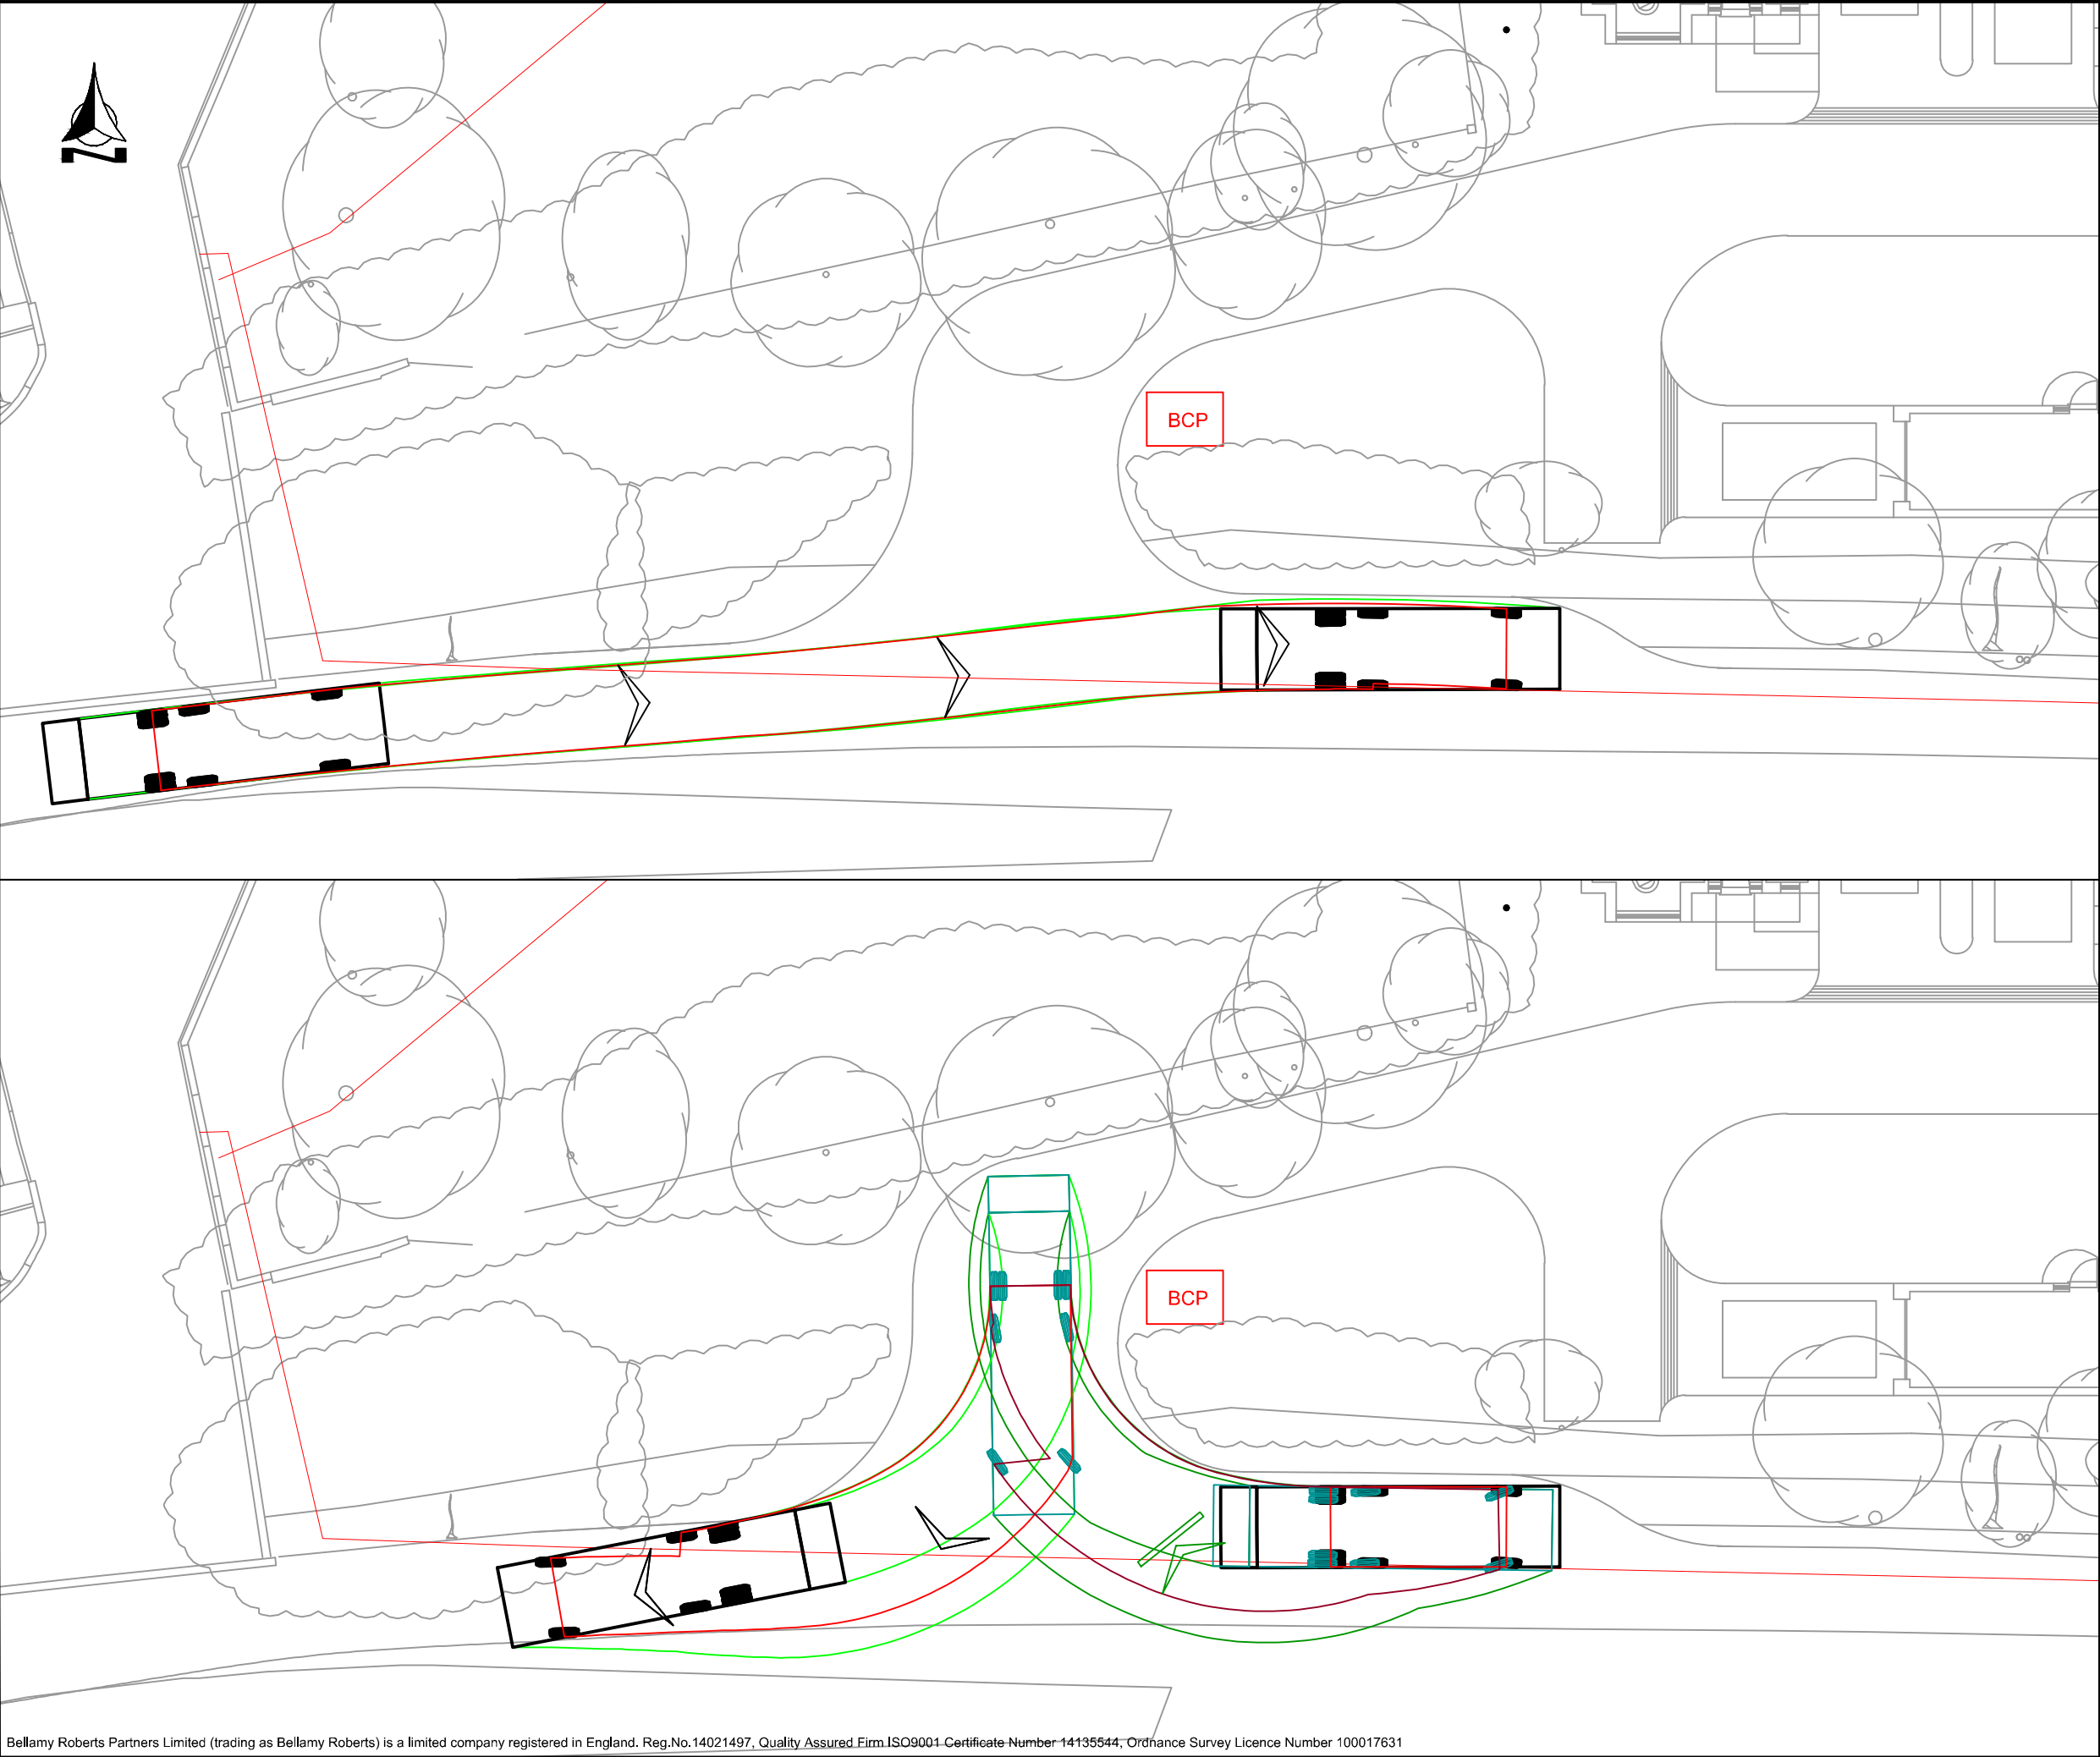 N
BCP
BCP
Bellamy Roberts Partners Limited (trading as Bellamy Roberts) is a limited company registered in England. Reg.No.14021497, Quality Assured Firm ISO9001 Certificate Number 14135544, Ordnance Survey Licence Number 100017631